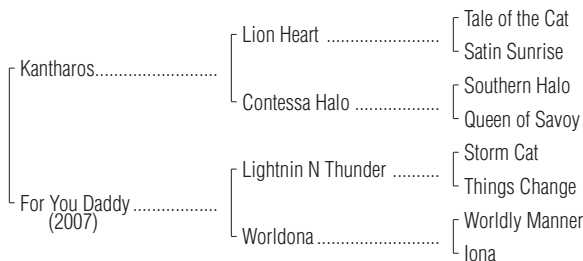 Tale of the Cat
Lion Heart
Satin Sunrise
Kantharos
Southern Halo
Contessa Halo
Queen of Savoy
Storm Cat
Lightnin N Thunder
Things Change
For You Daddy
(2007)
Worldly Manner
Worldona
Iona